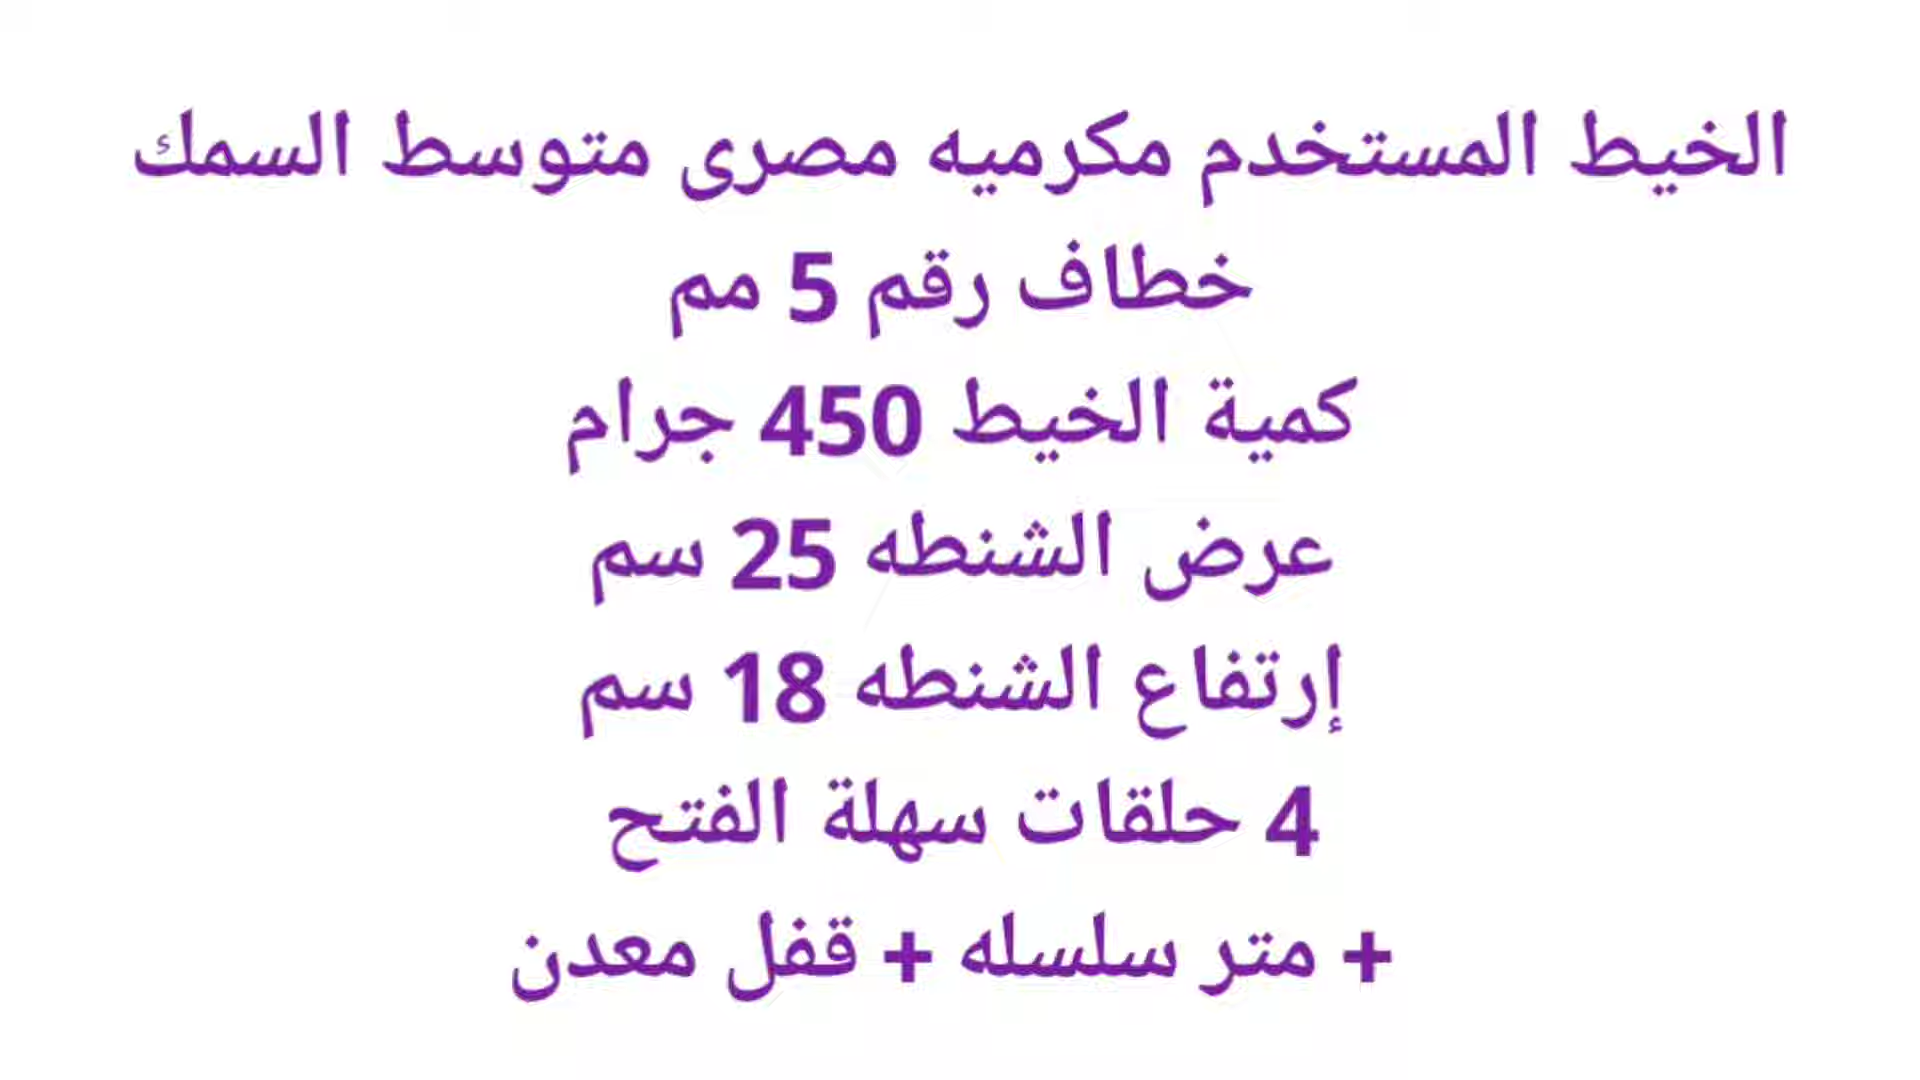 الخيط المستخدم مكرميه مصرى متوسط السمك
خطاف رقم 5 مم
كمية الخيط 450 جرام
عرض الشنطه 25 سم
إرتفاع الشنطه 18 سم
4 حلقات سهلة الفتح
+ متر سلسله + قفل معدن